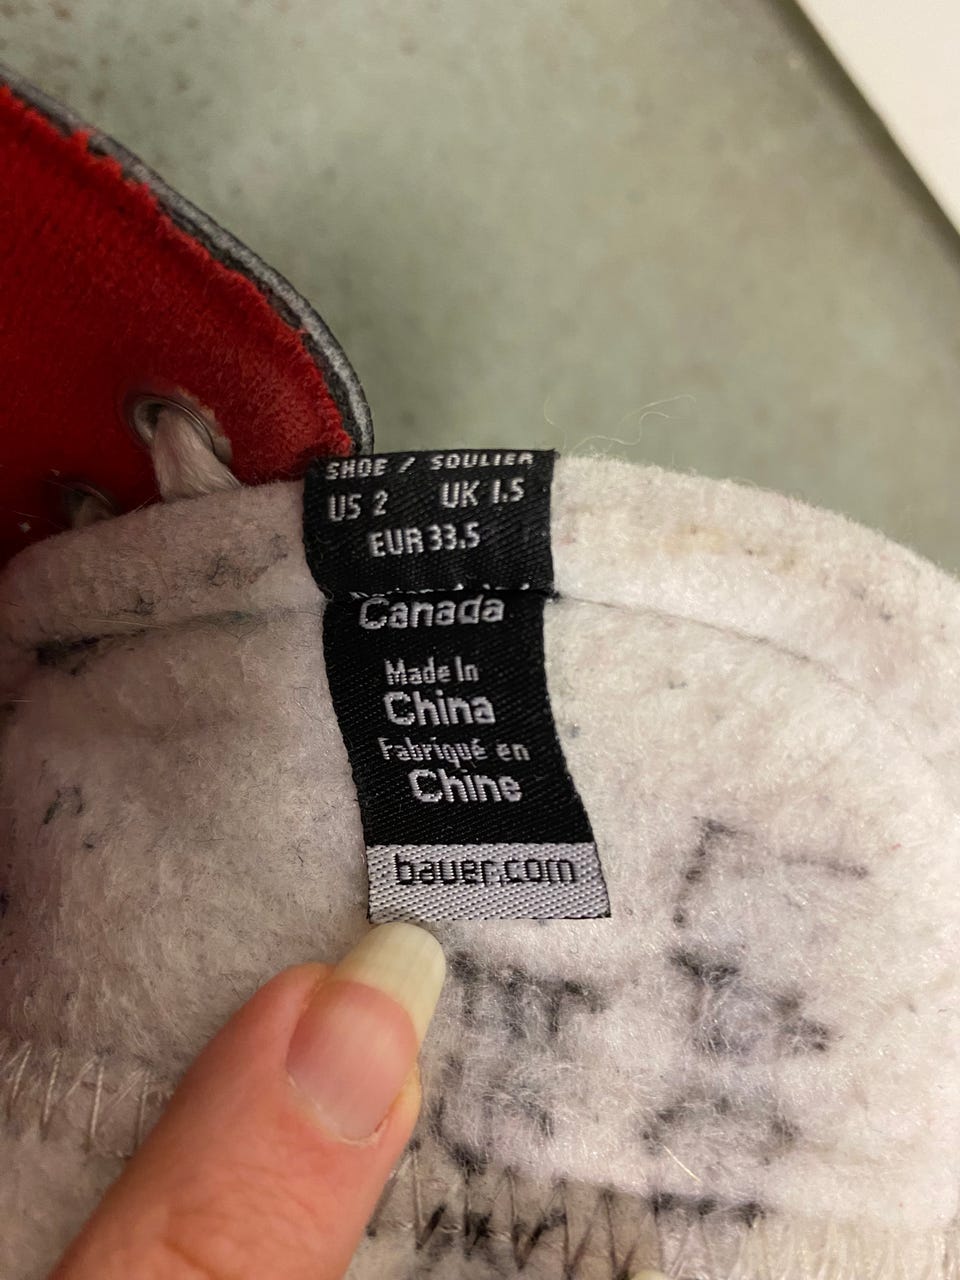 SHOE / SOULIER
US 2 UK 1.5
EUR 33.5
Canada
Made In
China
Fabriqué en
Chine
bauer.com